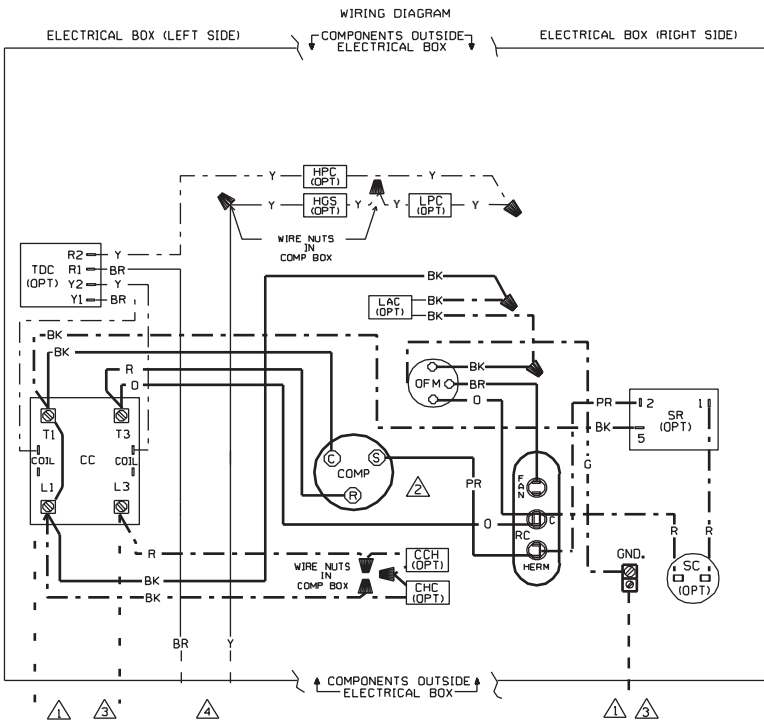 WIRING DIAGRAM
ELECTRICAL BOX (LEFT SIDE)
COMPONENTS OUTSIDE
ELECTRICAL BOX
ELECTRICAL BOX (RIGHT SIDE)
Y
HPC
(OPT)
Y
Y
HGS
(OPT)
Y
Y
LPC
(OPT)
Y
WIRE NUTS
IN
COMP BOX
TDC
(OPT)
R2
Y
R1
BR
Y2
Y
Y1
BR
BK
LAC
(OPT)
BK
BK
BK
BK
R
O
OFM
BK
BR
O
PR
2
1
SR
(OPT)
BK
5
T1
T3
COIL
CC
COIL
L1
L3
C
S
COMP
R
2
PR
G
FAN
C
RC
HERM
O
R
R
R
WIRE NUTS
IN
COMP BOX
CCH
(OPT)
CHC
(OPT)
BK
BK
GND.
SC
(OPT)
BR
Y
COMPONENTS OUTSIDE
ELECTRICAL BOX
1
3
4
1
3